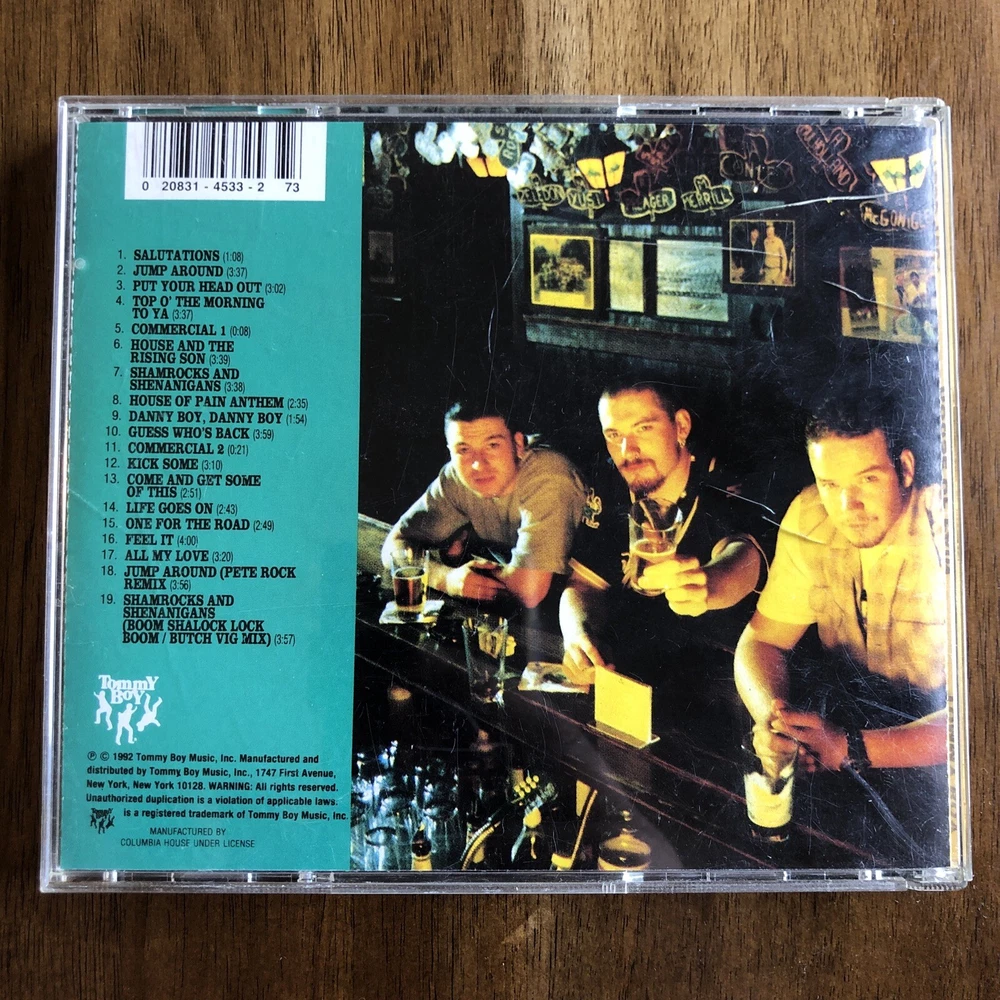 0 20831 - 4533 - 2 73
1. SALUTATIONS (1:08)
2. JUMP AROUND (3:37)
3. PUT YOUR HEAD OUT (3:02)
4. TOP O' THE MORNING
TO YA (3:37)
5. COMMERCIAL 1 (0:08)
6. HOUSE AND THE
RISING SON (3:39)
7. SHAMROCKS AND
SHENANIGANS (3:38)
8. HOUSE OF PAIN ANTHEM (2:35)
9. DANNY BOY, DANNY BOY (1:54)
10. GUESS WHO'S BACK (3:59)
11. COMMERCIAL 2 (0:21)
12. KICK SOME (3:10)
13. COME AND GET SOME
OF THIS (2:51)
14. LIFE GOES ON (2:43)
15. ONE FOR THE ROAD (2:49)
16. FEEL IT (4:00)
17. ALL MY LOVE (3:20)
18. JUMP AROUND (PETE ROCK
REMIX (3:56)
19. SHAMROCKS AND
SHENANIGANS
(BOOM SHALOCK LOCK
BOOM / BUTCH VIG MIX) (3:57)
TOMMY
BOY
Ⓟ © 1992 Tommy Boy Music, Inc. Manufactured and
distributed by Tommy Boy Music, Inc., 1747 First Avenue,
New York, New York 10128. WARNING: All rights reserved.
Unauthorized duplication is a violation of applicable laws.
is a registered trademark of Tommy Boy Music, Inc.
MANUFACTURED BY
COLUMBIA HOUSE UNDER LICENSE
YUST
LAGER
PERRILL